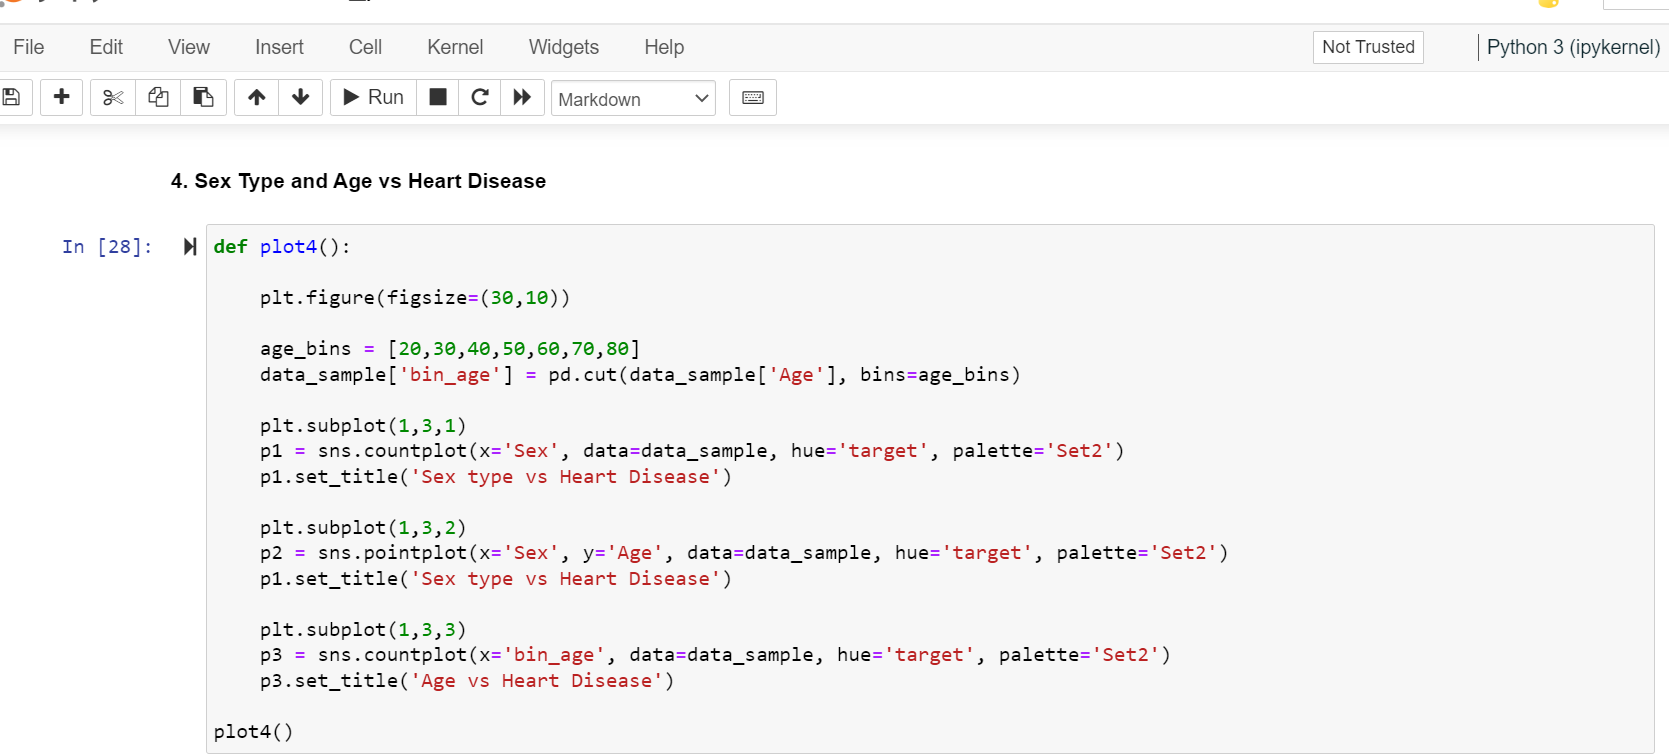 File Edit View Insert Cell Kernel Widgets Help Not Trusted Python 3 (ipykernel)
Run Markdown
4. Sex Type and Age vs Heart Disease
In [28]: def plot4():
    plt.figure(figsize=(30,10))
    age_bins = [20,30,40,50,60,70,80]
    data_sample['bin_age'] = pd.cut(data_sample['Age'], bins=age_bins)
    plt.subplot(1,3,1)
    p1 = sns.countplot(x='Sex', data=data_sample, hue='target', palette='Set2')
    p1.set_title('Sex type vs Heart Disease')
    plt.subplot(1,3,2)
    p2 = sns.pointplot(x='Sex', y='Age', data=data_sample, hue='target', palette='Set2')
    p1.set_title('Sex type vs Heart Disease')
    plt.subplot(1,3,3)
    p3 = sns.countplot(x='bin_age', data=data_sample, hue='target', palette='Set2')
    p3.set_title('Age vs Heart Disease')
plot4()